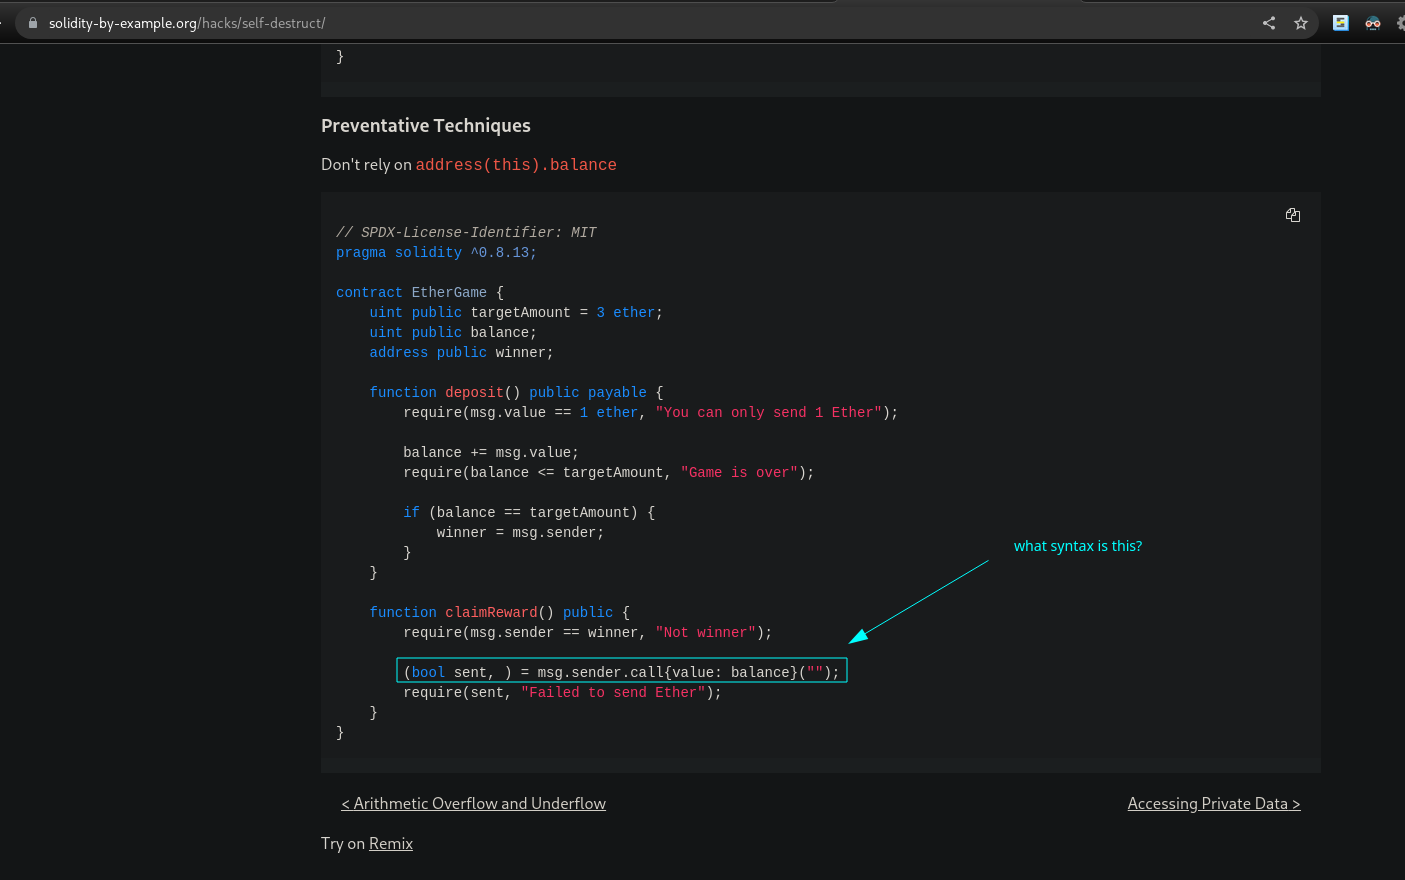 solidity-by-example.org/hacks/self-destruct/
}
Preventative Techniques
Don't rely on address(this).balance
// SPDX-License-Identifier: MIT
pragma solidity ^0.8.13;
contract EtherGame {
    uint public targetAmount = 3 ether;
    uint public balance;
    address public winner;
    function deposit() public payable {
        require(msg.value == 1 ether, "You can only send 1 Ether");
        balance += msg.value;
        require(balance <= targetAmount, "Game is over");
        if (balance == targetAmount) {
            winner = msg.sender;
        }
    }
what syntax is this?
    function claimReward() public {
        require(msg.sender == winner, "Not winner");
        (bool sent, ) = msg.sender.call{value: balance}("");
        require(sent, "Failed to send Ether");
    }
}
< Arithmetic Overflow and Underflow
Accessing Private Data >
Try on Remix